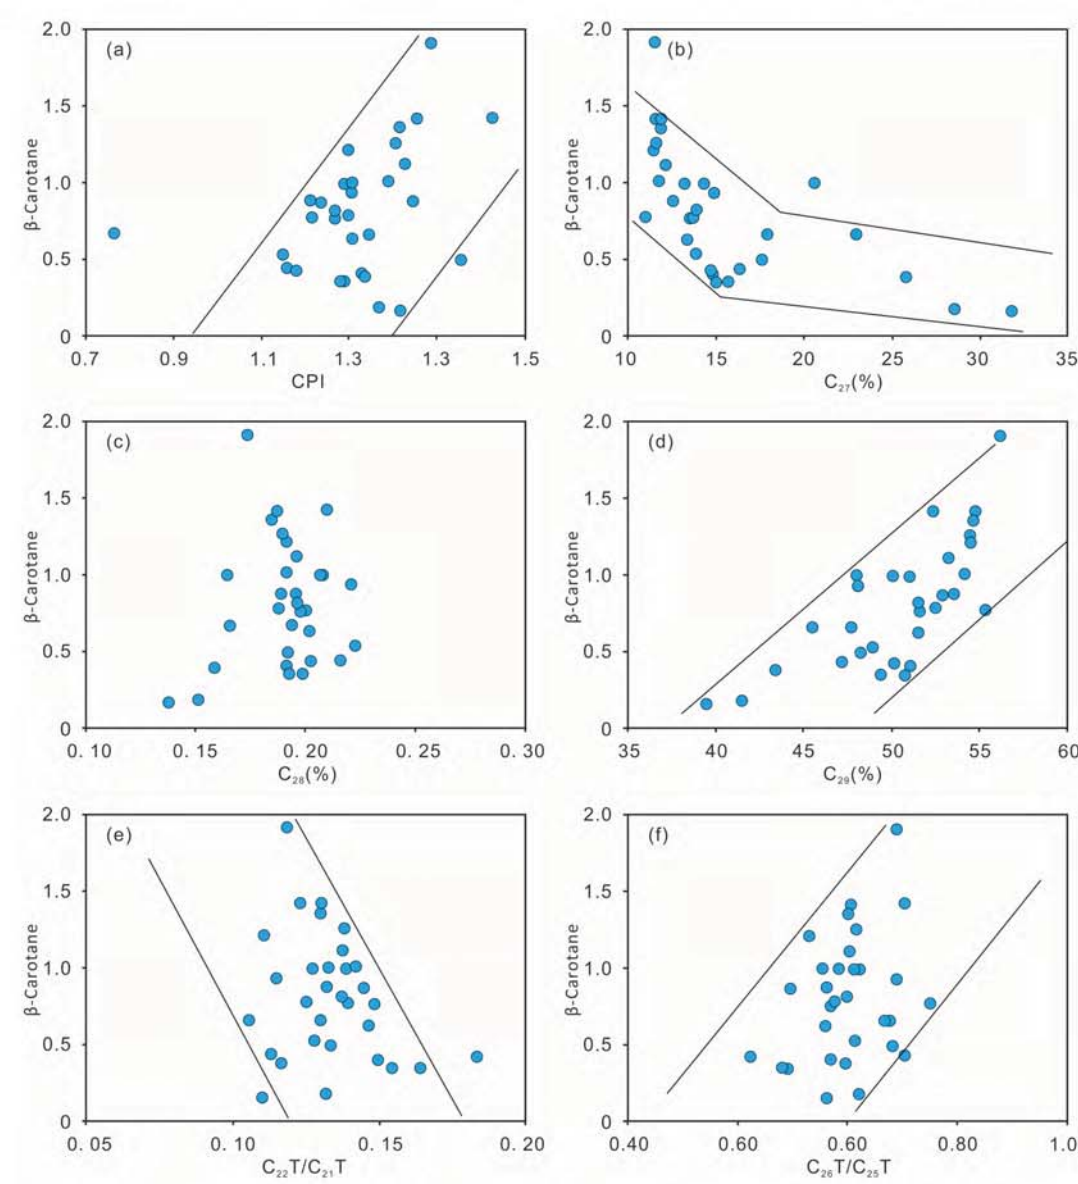 2.0
(a)
1.5
1.0
0.5
0
β-Carotane
0.7 0.9 1.1 1.3 1.3 1.5
CPI
2.0
(b)
1.5
1.0
0.5
0
β-Carotane
10 15 20 25 30 35
C₂₇(%)
2.0
(c)
1.5
1.0
0.5
0
β-Carotane
0.10 0.15 0.20 0.25 0.30
C₂₈(%)
2.0
(d)
1.5
1.0
0.5
0
β-Carotane
35 40 45 50 55 60
C₂₉(%)
2.0
(e)
1.5
1.0
0.5
0
β-Carotane
0.05 0.10 0.15 0.20
C₂₂T/C₂₁T
2.0
(f)
1.5
1.0
0.5
0
β-Carotane
0.40 0.60 0.60 0.80 1.0
C₂₆T/C₂₅T